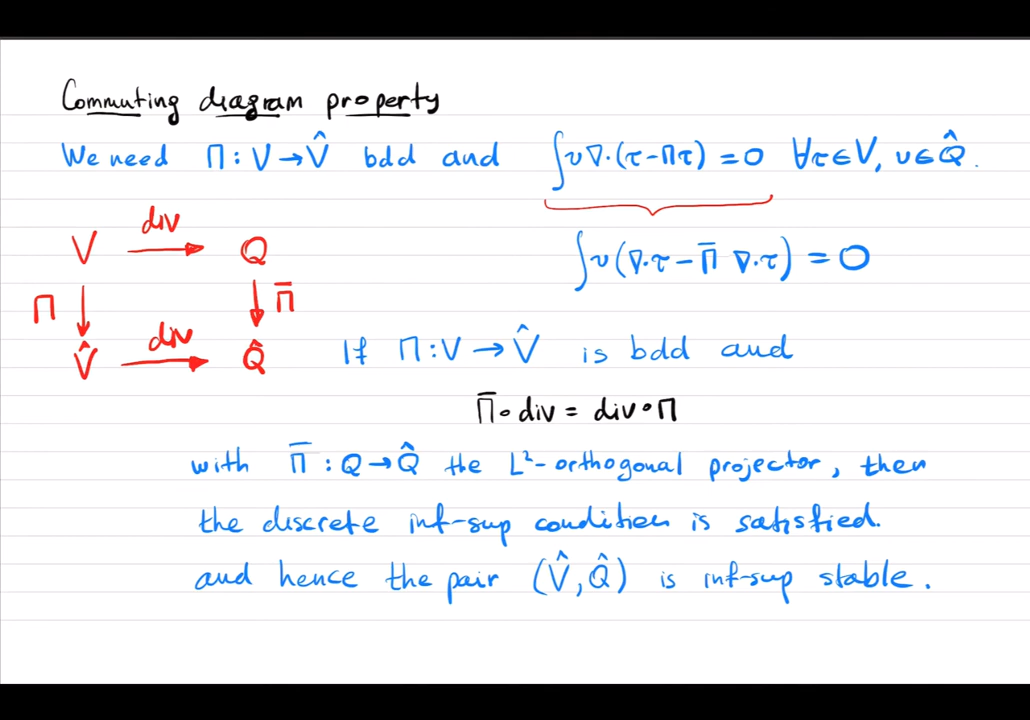 Commuting diagram property
We need Π : V → V̂ bdd and ∫ υ ∇·(τ − Πτ) = 0 ∀τ ∈ V, υ ∈ Q̂.
div
V → Q
∫ υ (∇·τ − Π̄ ∇·τ) = 0
Π ↓ ↓ Π̄
div
V̂ → Q̂ If Π : V → V̂ is bdd and
Π̄ ∘ div = div ∘ Π
with Π̄ : Q → Q̂ the L²-orthogonal projector, then
the discrete inf-sup condition is satisfied.
and hence the pair (V̂, Q̂) is inf-sup stable.